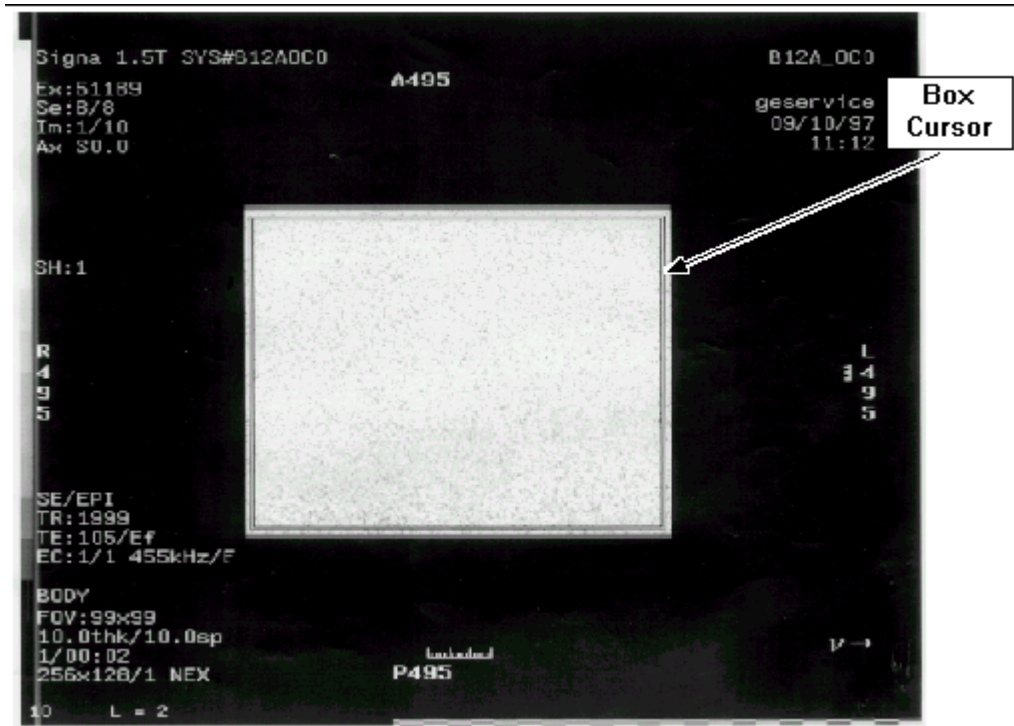 Signa 1.5T SYS#B12A0C0
Ex:51189
Se:8/8
Im:1/10
Ax S0.0
A495
B12A_0C0
geservice
09/10/97
11:12
Box
Cursor
SH:1
R
4
9
5
L
4
9
5
SE/EPI
TR:1999
TE:105/Ef
EC:1/1 455kHz/F
BODY
FOV:99x99
10.0thk/10.0sp
1/00:02
256x128/1 NEX
P495
10 L = 2